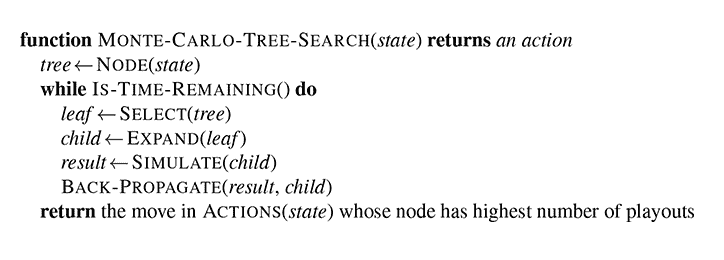 function MONTE-CARLO-TREE-SEARCH(state) returns an action
tree ← NODE(state)
while IS-TIME-REMAINING() do
leaf ← SELECT(tree)
child ← EXPAND(leaf)
result ← SIMULATE(child)
BACK-PROPAGATE(result, child)
return the move in ACTIONS(state) whose node has highest number of playouts